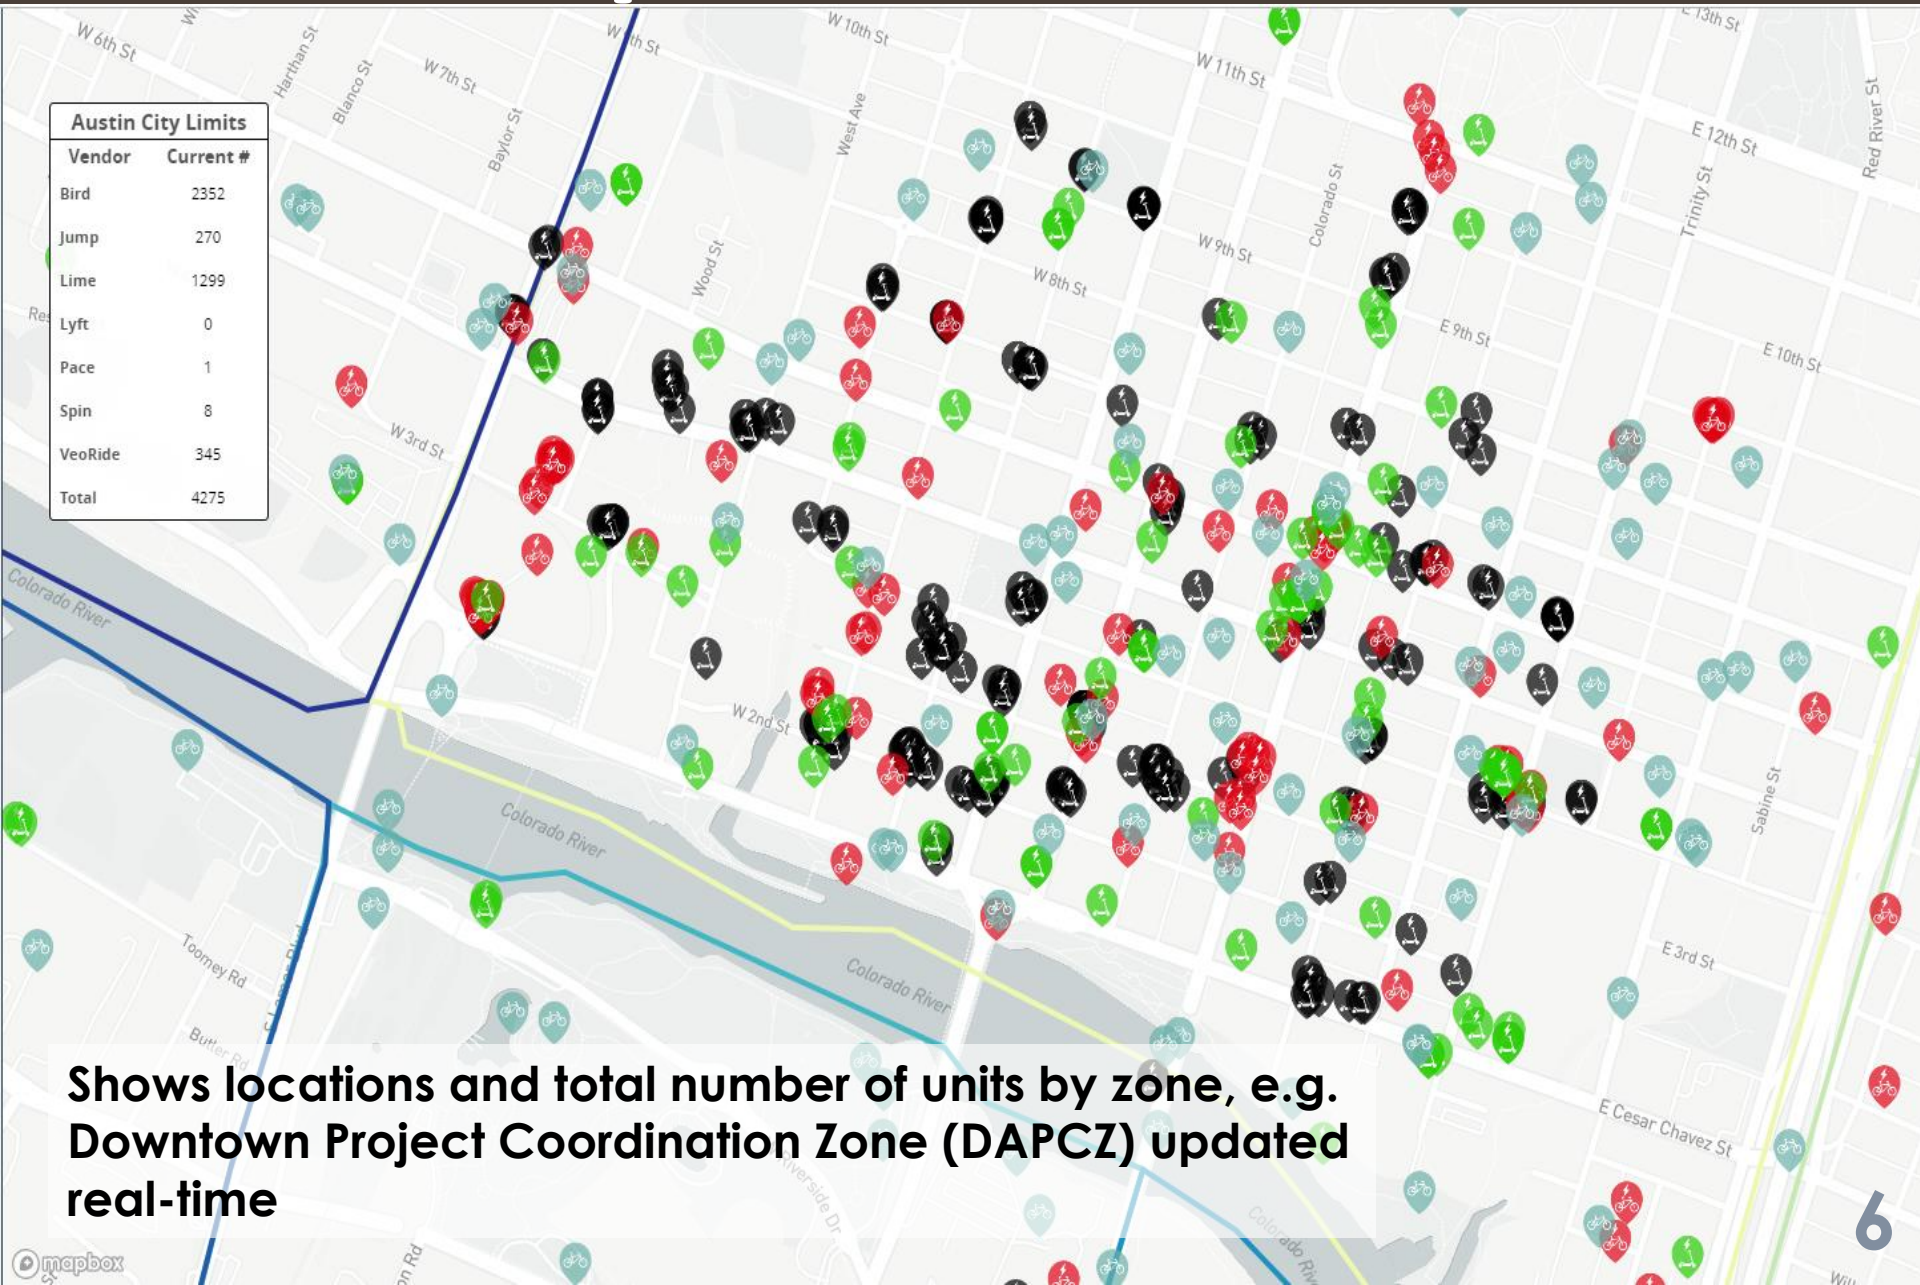 W 6th St
Harthan St
Blanco St
W 7th St
Baylor St
W 10th St
West Ave
W 11th St
E 13th St
E 12th St
Red River St
Trinity St
Colorado St
W 9th St
W 8th St
Wood St
E 9th St
E 10th St
W 3rd St
Austin City Limits
Vendor Current #
Bird 2352
Jump 270
Lime 1299
Lyft 0
Pace 1
Spin 8
VeoRide 345
Total 4275
Colorado River
W 2nd St
Colorado River
Sabine St
Toomey Rd
Colorado River
E 3rd St
Butler Rd
E Cesar Chavez St
Riverside Dr
Shows locations and total number of units by zone, e.g.
Downtown Project Coordination Zone (DAPCZ) updated
real-time
6
mapbox